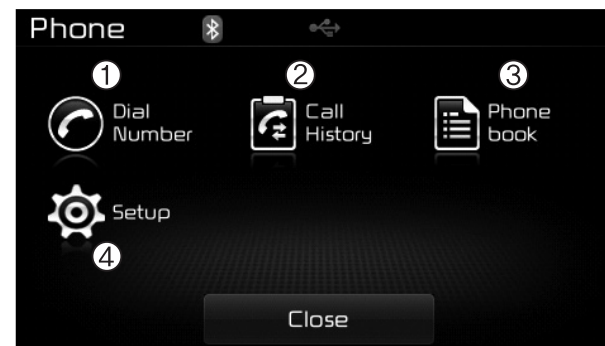 Phone
① ② ③
Dial Number
Call History
Phone book
Setup
④
Close